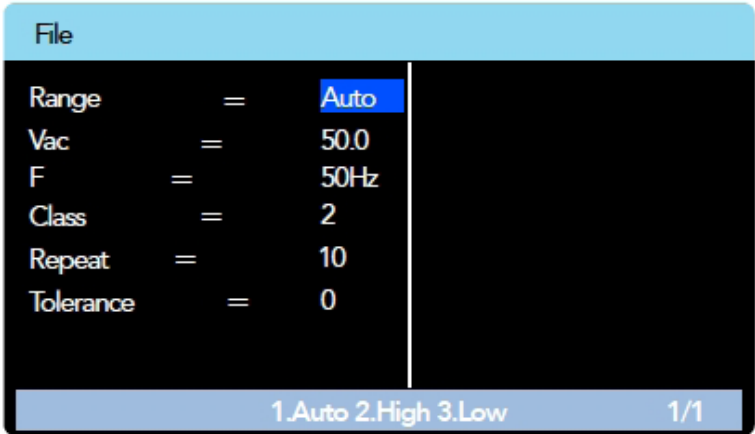 File
Range = Auto
Vac = 50.0
F = 50Hz
Class = 2
Repeat = 10
Tolerance = 0
1.Auto 2.High 3.Low 1/1